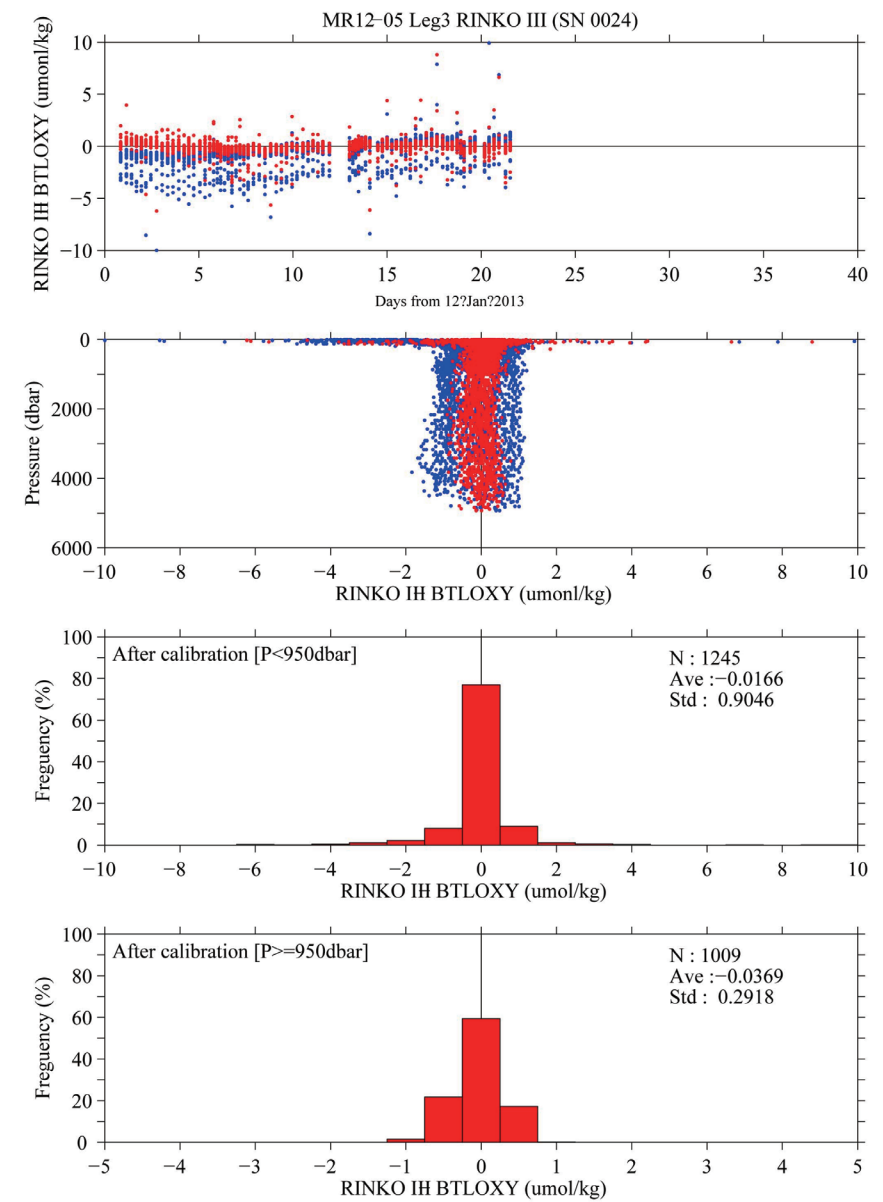 MR12−05 Leg3 RINKO III (SN 0024)
RINKO IH BTLOXY (umonl/kg)
10
5
0
−5
−10
0 5 10 15 20 25 30 35 40
Days from 12?Jan?2013
Pressure (dbar)
0
2000
4000
6000
−10 −8 −6 −4 −2 0 2 4 6 8 10
RINKO IH BTLOXY (umonl/kg)
Freguency (%)
100
80
60
40
20
0
After calibration [P<950dbar]
N : 1245
Ave :−0.0166
Std : 0.9046
−10 −8 −6 −4 −2 0 2 4 6 8 10
RINKO IH BTLOXY (umol/kg)
Freguency (%)
100
80
60
40
20
0
After calibration [P>=950dbar]
N : 1009
Ave :−0.0369
Std : 0.2918
−5 −4 −3 −2 −1 0 1 2 3 4 5
RINKO IH BTLOXY (umol/kg)